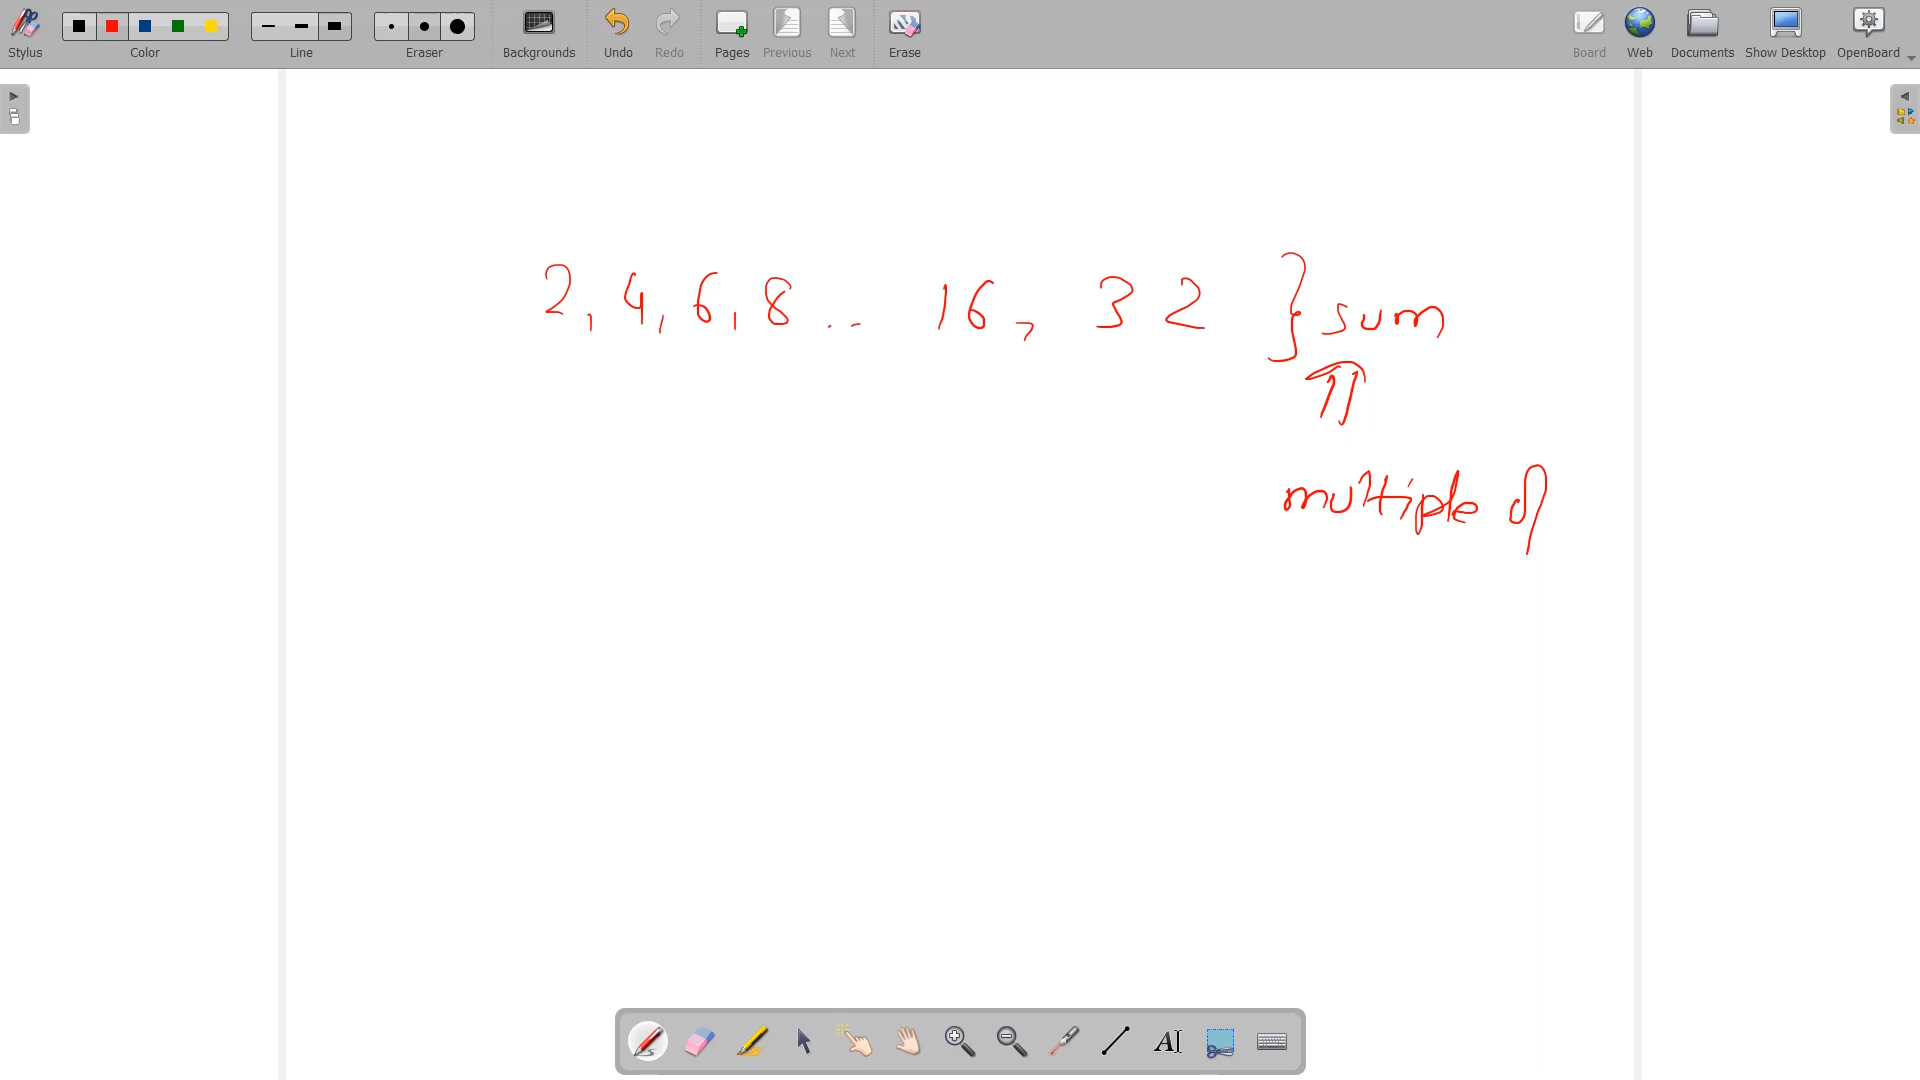 Stylus Color Line Eraser Backgrounds Undo Redo Pages Previous Next Erase Board Web Documents Show Desktop OpenBoard
2, 4, 6, 8 .. 16, 32 } sum
multiple of